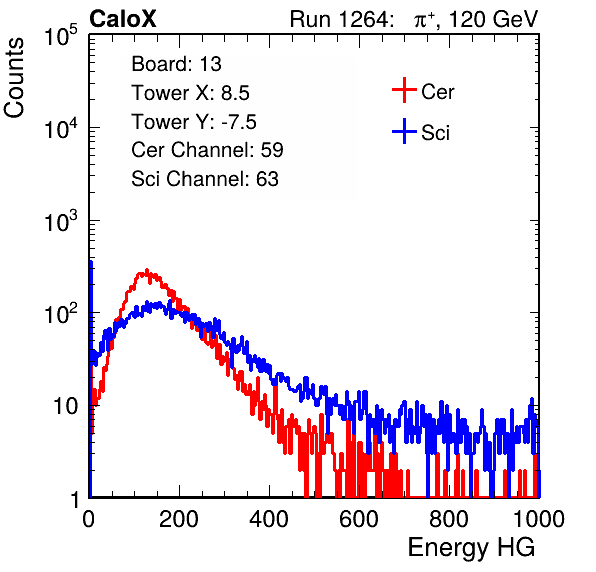 CaloX Run 1264: π⁺, 120 GeV
Counts
10⁵
10⁴
10³
10²
10
1
Board: 13
Tower X: 8.5
Tower Y: -7.5
Cer Channel: 59
Sci Channel: 63
Cer
Sci
0 200 400 600 800 1000
Energy HG